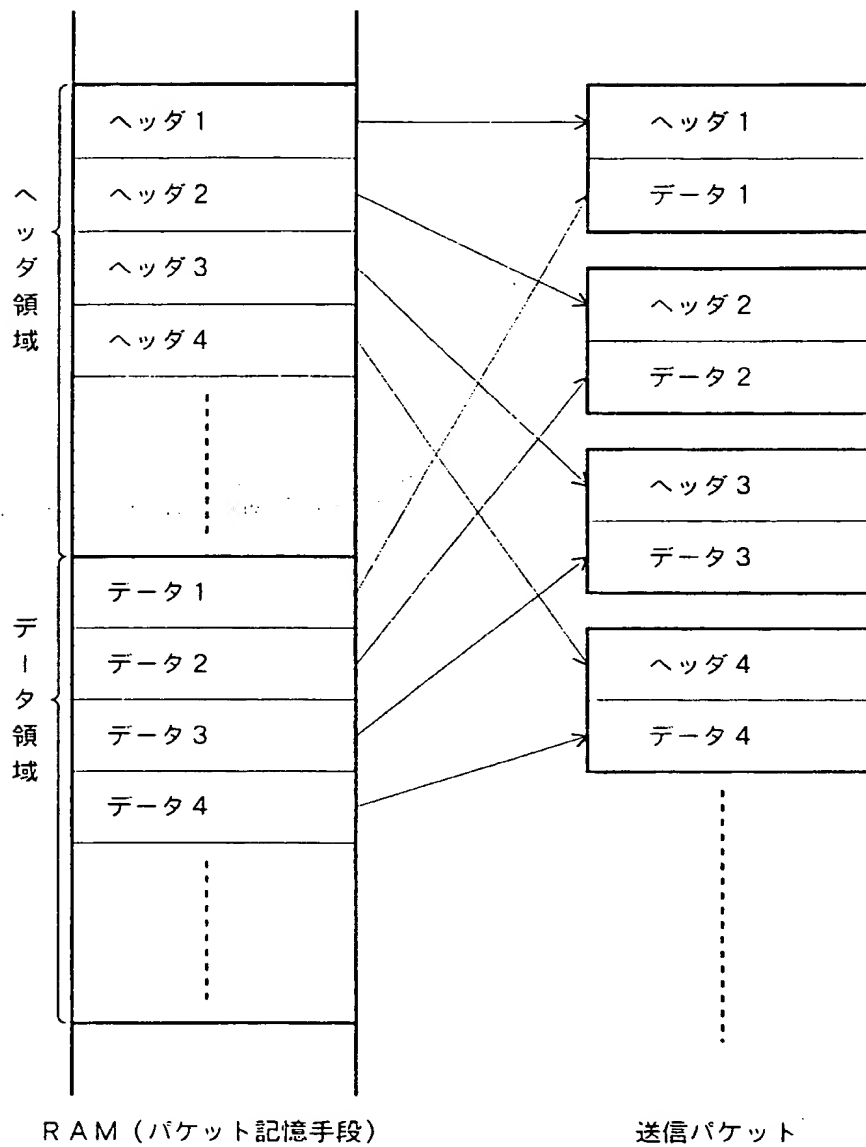 ヘッダ領域
ヘッダ1
ヘッダ2
ヘッダ3
ヘッダ4
データ領域
データ1
データ2
データ3
データ4
RAM(パケット記憶手段)
ヘッダ1
データ1
ヘッダ2
データ2
ヘッダ3
データ3
ヘッダ4
データ4
送信パケット